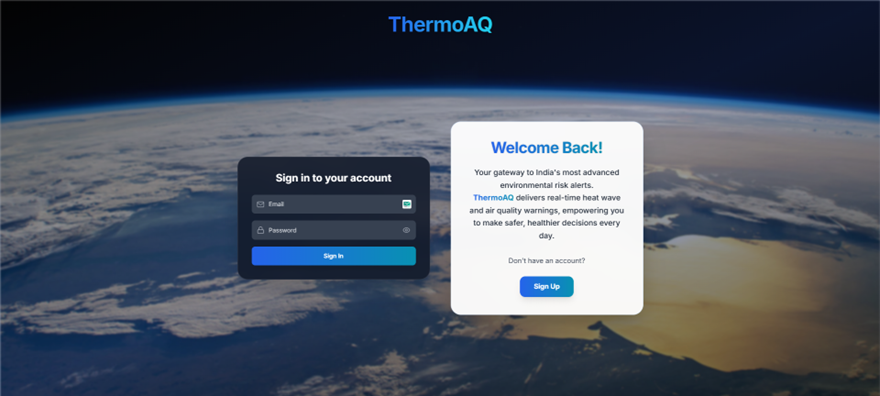 ThermoAQ
Sign in to your account
Email
Password
Sign In
Welcome Back!
Your gateway to India's most advanced
environmental risk alerts.
ThermoAQ delivers real-time heat wave
and air quality warnings, empowering you
to make safer, healthier decisions every
day.
Don't have an account?
Sign Up